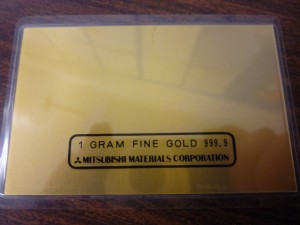 1 GRAM FINE GOLD 999.9
MITSUBISHI MATERIALS CORPORATION